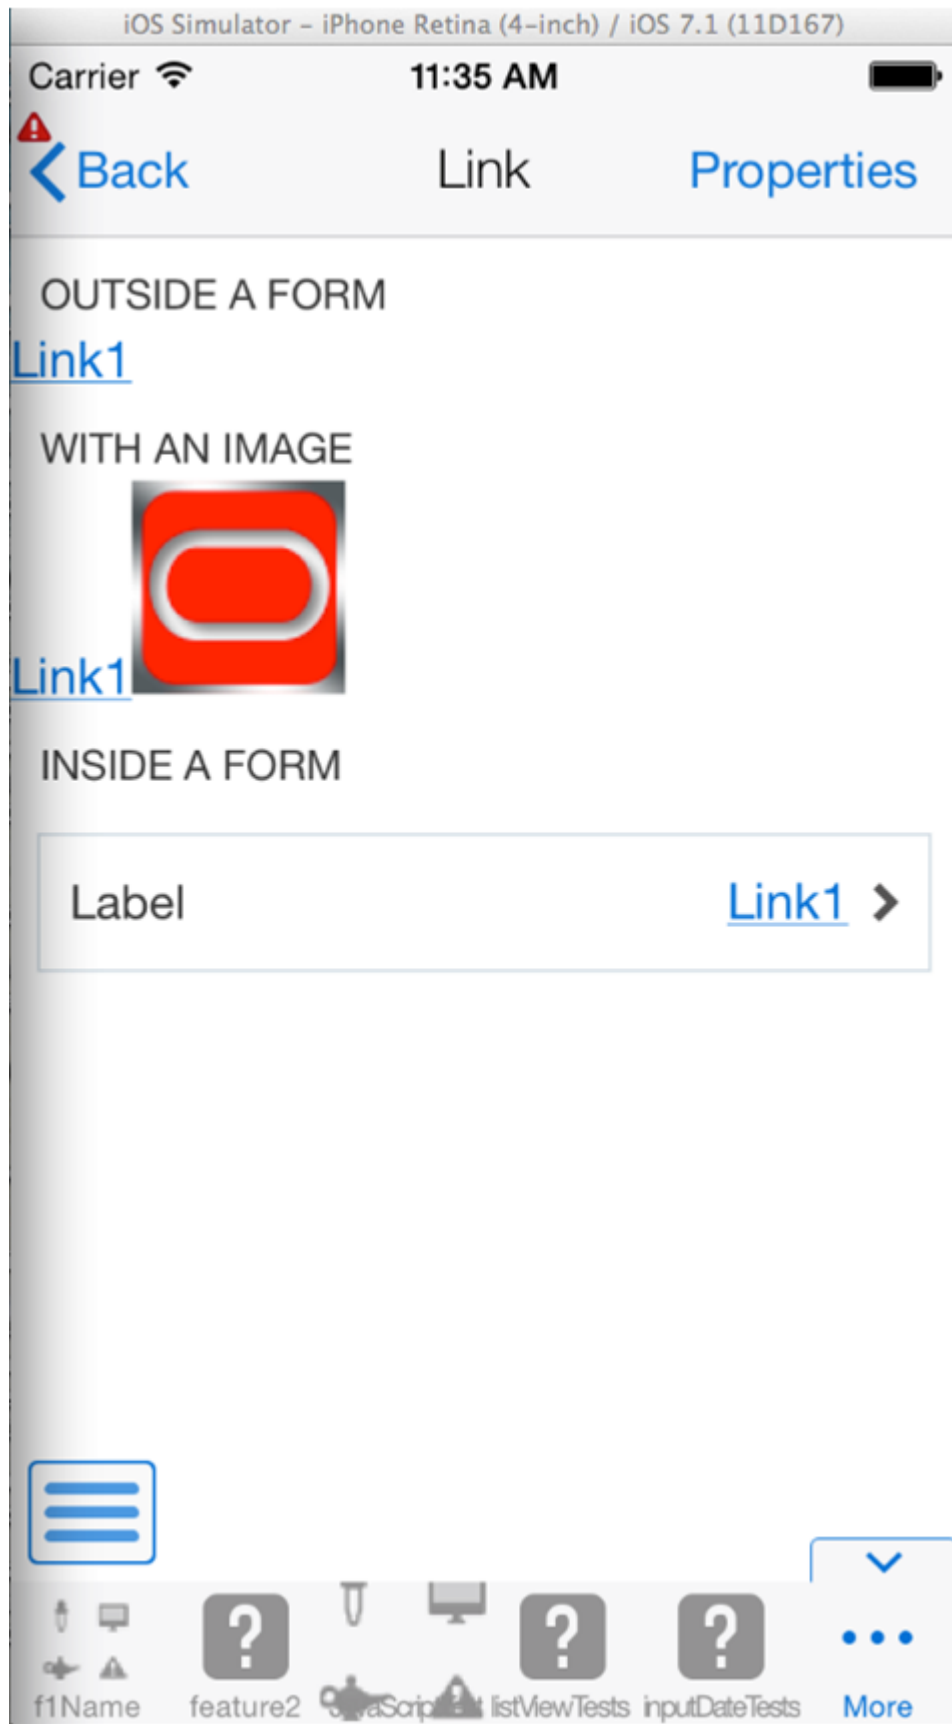 iOS Simulator – iPhone Retina (4-inch) / iOS 7.1 (11D167)
Carrier 11:35 AM
Back Link Properties
OUTSIDE A FORM
Link1
WITH AN IMAGE
Link1
INSIDE A FORM
Label Link1
f1Name feature2 listViewTests inputDateTests More